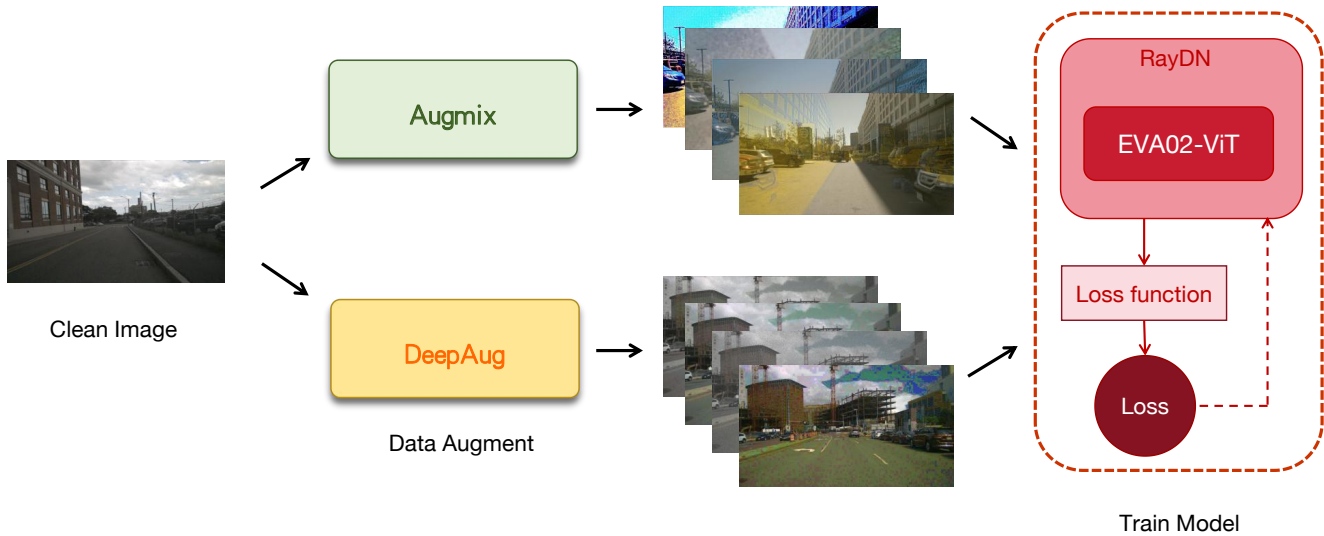 Clean Image
Augmix
DeepAug
Data Augment
RayDN
EVA02-ViT
Loss function
Loss
Train Model